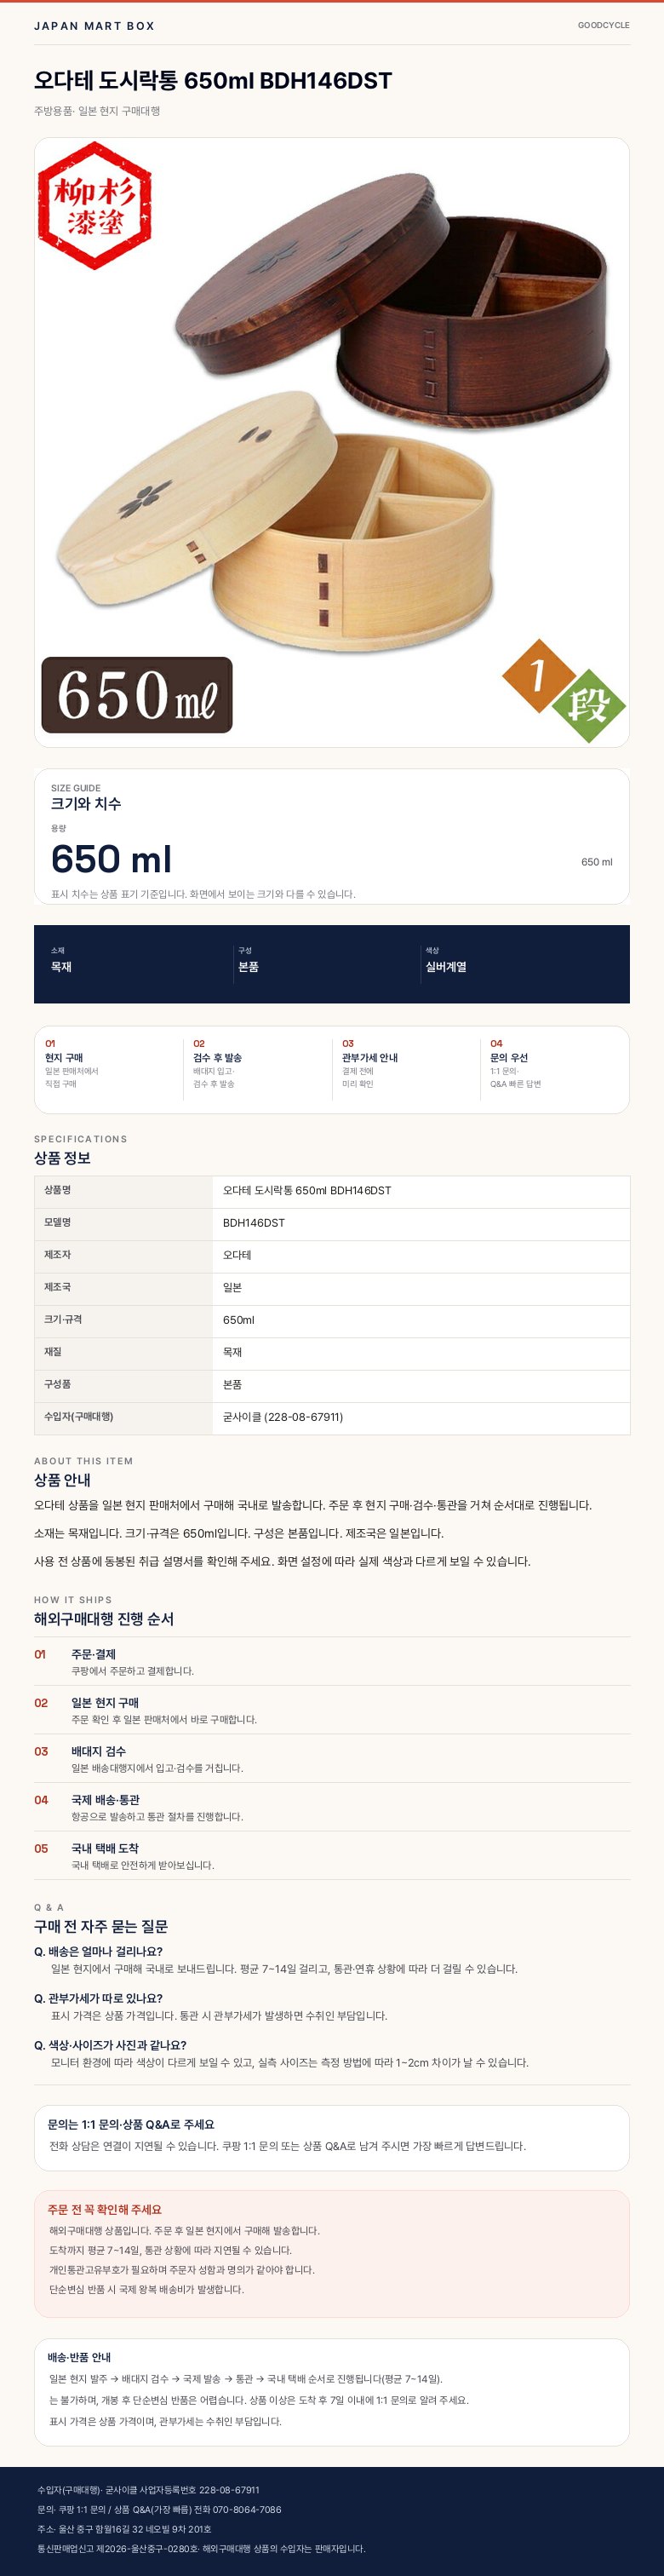 JAPAN MART BOX
GOODCYCLE
오다테 도시락통 650ml BDH146DST
주방용품· 일본 현지 구매대행
柳杉
漆塗
650㎖
1
段
SIZE GUIDE
크기와 치수
용량
650 ml
650 ml
표시 치수는 상품 표기 기준입니다. 화면에서 보이는 크기와 다를 수 있습니다.
소재
목재
구성
본품
색상
실버계열
01
현지 구매
일본 판매처에서
직접 구매
02
검수 후 발송
배대지 입고·
검수 후 발송
03
관부가세 안내
결제 전에
미리 확인
04
문의 우선
1:1 문의·
Q&A 빠른 답변
SPECIFICATIONS
상품 정보
상품명 오다테 도시락통 650ml BDH146DST
모델명 BDH146DST
제조자 오다테
제조국 일본
크기·규격 650ml
재질 목재
구성품 본품
수입자(구매대행) 굳사이클 (228-08-67911)
ABOUT THIS ITEM
상품 안내
오다테 상품을 일본 현지 판매처에서 구매해 국내로 발송합니다. 주문 후 현지 구매·검수·통관을 거쳐 순서대로 진행됩니다.
소재는 목재입니다. 크기·규격은 650ml입니다. 구성은 본품입니다. 제조국은 일본입니다.
사용 전 상품에 동봉된 취급 설명서를 확인해 주세요. 화면 설정에 따라 실제 색상과 다르게 보일 수 있습니다.
HOW IT SHIPS
해외구매대행 진행 순서
01 주문·결제
쿠팡에서 주문하고 결제합니다.
02 일본 현지 구매
주문 확인 후 일본 판매처에서 바로 구매합니다.
03 배대지 검수
일본 배송대행지에서 입고·검수를 거칩니다.
04 국제 배송·통관
항공으로 발송하고 통관 절차를 진행합니다.
05 국내 택배 도착
국내 택배로 안전하게 받아보십니다.
Q & A
구매 전 자주 묻는 질문
Q. 배송은 얼마나 걸리나요?
일본 현지에서 구매해 국내로 보내드립니다. 평균 7~14일 걸리고, 통관·연휴 상황에 따라 더 걸릴 수 있습니다.
Q. 관부가세가 따로 있나요?
표시 가격은 상품 가격입니다. 통관 시 관부가세가 발생하면 수취인 부담입니다.
Q. 색상·사이즈가 사진과 같나요?
모니터 환경에 따라 색상이 다르게 보일 수 있고, 실측 사이즈는 측정 방법에 따라 1~2cm 차이가 날 수 있습니다.
문의는 1:1 문의·상품 Q&A로 주세요
전화 상담은 연결이 지연될 수 있습니다. 쿠팡 1:1 문의 또는 상품 Q&A로 남겨 주시면 가장 빠르게 답변드립니다.
주문 전 꼭 확인해 주세요
해외구매대행 상품입니다. 주문 후 일본 현지에서 구매해 발송합니다.
도착까지 평균 7~14일, 통관 상황에 따라 지연될 수 있습니다.
개인통관고유부호가 필요하며 주문자 성함과 명의가 같아야 합니다.
단순변심 반품 시 국제 왕복 배송비가 발생합니다.
배송·반품 안내
일본 현지 발주 → 배대지 검수 → 국제 발송 → 통관 → 국내 택배 순서로 진행됩니다(평균 7~14일).
는 불가하며, 개봉 후 단순변심 반품은 어렵습니다. 상품 이상은 도착 후 7일 이내에 1:1 문의로 알려 주세요.
표시 가격은 상품 가격이며, 관부가세는 수취인 부담입니다.
수입자(구매대행)· 굳사이클 사업자등록번호 228-08-67911
문의· 쿠팡 1:1 문의 / 상품 Q&A(가장 빠름) 전화 070-8064-7086
주소· 울산 중구 함월16길 32 네오빌 9차 201호
통신판매업신고 제2026-울산중구-0280호· 해외구매대행 상품의 수입자는 판매자입니다.